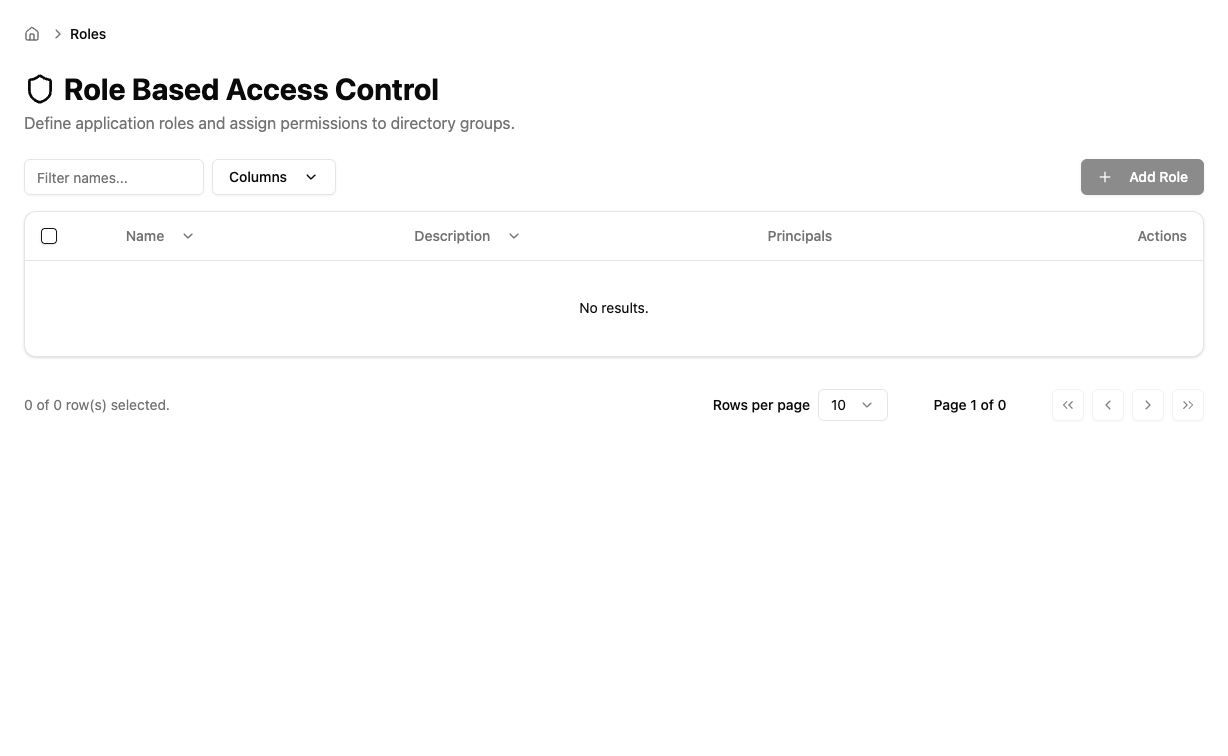 Roles
Role Based Access Control
Define application roles and assign permissions to directory groups.
Filter names...
Columns
Add Role
Name Description Principals Actions
No results.
0 of 0 row(s) selected.
Rows per page 10 Page 1 of 0